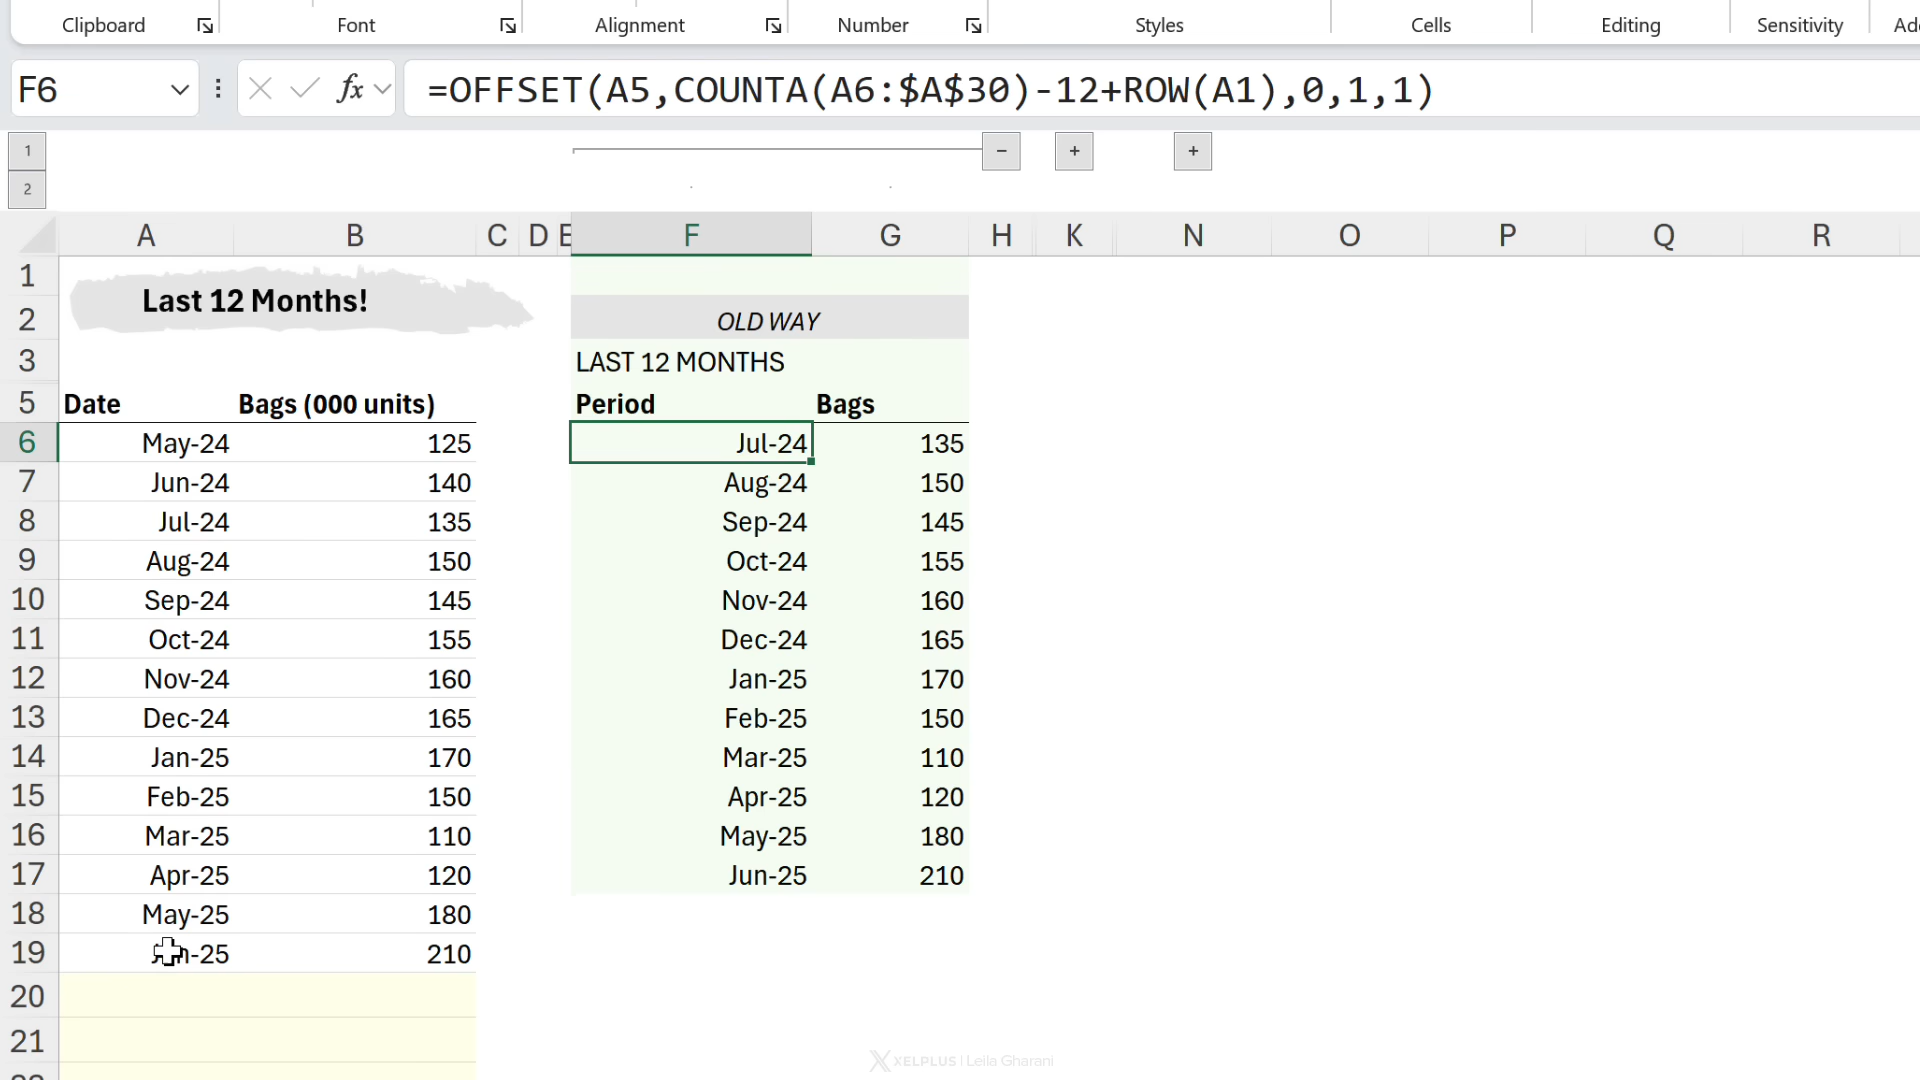 Clipboard Font Alignment Number Styles Cells Editing Sensitivity
F6 fx =OFFSET(A5,COUNTA(A6:$A$30)-12+ROW(A1),0,1,1)
1 − + +
2
A B C D E F G H K N O P Q R
1
Last 12 Months!
2 OLD WAY
3 LAST 12 MONTHS
5 Date Bags (000 units) Period Bags
6 May-24 125 Jul-24 135
7 Jun-24 140 Aug-24 150
8 Jul-24 135 Sep-24 145
9 Aug-24 150 Oct-24 155
10 Sep-24 145 Nov-24 160
11 Oct-24 155 Dec-24 165
12 Nov-24 160 Jan-25 170
13 Dec-24 165 Feb-25 150
14 Jan-25 170 Mar-25 110
15 Feb-25 150 Apr-25 120
16 Mar-25 110 May-25 180
17 Apr-25 120 Jun-25 210
18 May-25 180
19 210
20
21
XELPLUS | Leila Gharani